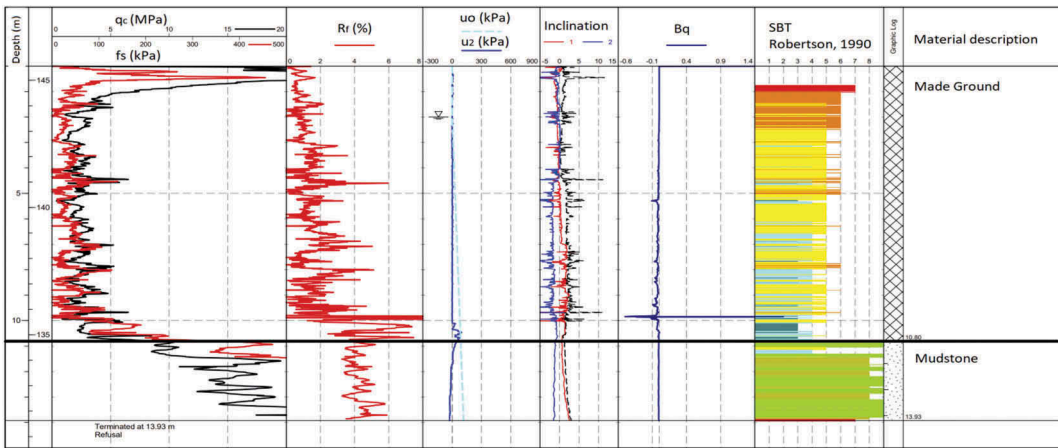 qc (MPa)
0 5 10 15 20
0 100 200 300 400 500
fs (kPa)
Rf (%)
0 2 4 6 8
uo (kPa)
u2 (kPa)
-300 300 600 900
Inclination
1 2
-5 0 5 10 15
Bq
-0.6 -0.1 0.4 0.9 1.4
SBT
Robertson, 1990
1 2 3 4 5 6 7 8
Depth (m)
Graphic Log
Material description
145
Made Ground
5
140
10
135
10.80
Mudstone
13.93
Terminated at 13.93 m
Refusal